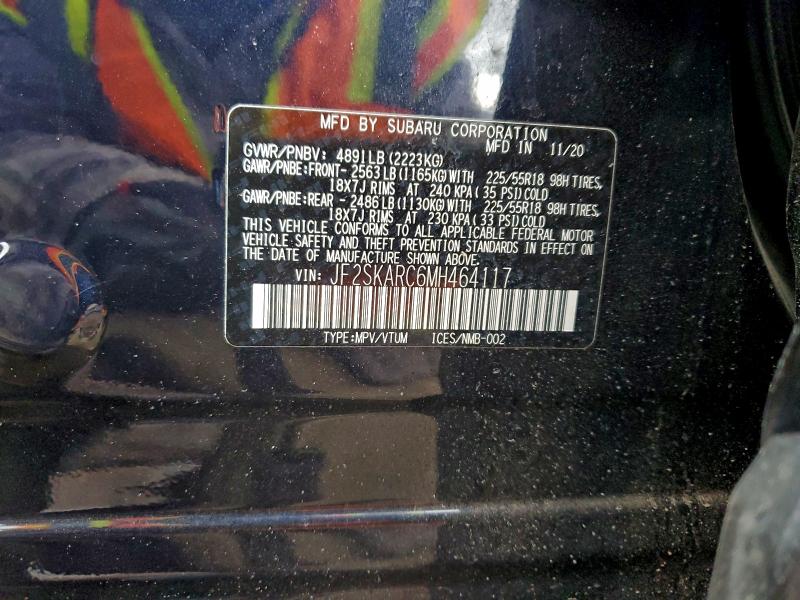 MFD BY SUBARU CORPORATION
GVWR/PNBV: 4891LB (2223KG) MFD IN 11/20
GAWR/PNBE:FRONT- 2563LB(1165KG)WITH 225/55R18 98H TIRES,
18X7J RIMS AT 240 KPA(35 PSI)COLD
GAWR/PNBE:REAR -2486LB(1130KG)WITH 225/55R18 98H TIRES,
18X7J RIMS AT 230 KPA(33 PSI)COLD
THIS VEHICLE CONFORMS TO ALL APPLICABLE FEDERAL MOTOR
VEHICLE SAFETY AND THEFT PREVENTION STANDARDS IN EFFECT ON
THE DATE OF MANUFACTURE SHOWN ABOVE.
VIN: JF2SKARC6MH464117
TYPE:MPV/VTUM ICES/NMB-002